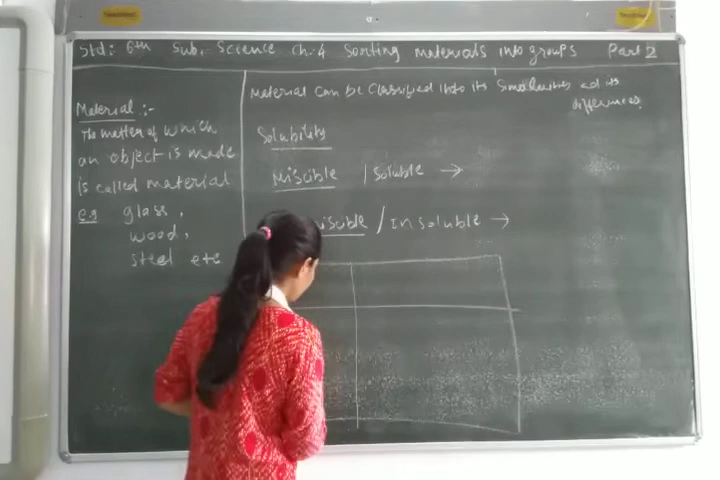 Std: 6th Sub. Science Ch.4 Sorting materials into groups Part 2
Material :-
The matter of which
an object is made
is called material
e.g glass,
wood,
steel etc
Material can be classified into its Similarities ad its
differences.
Solubility
Miscible / Soluble →
/ Insoluble →